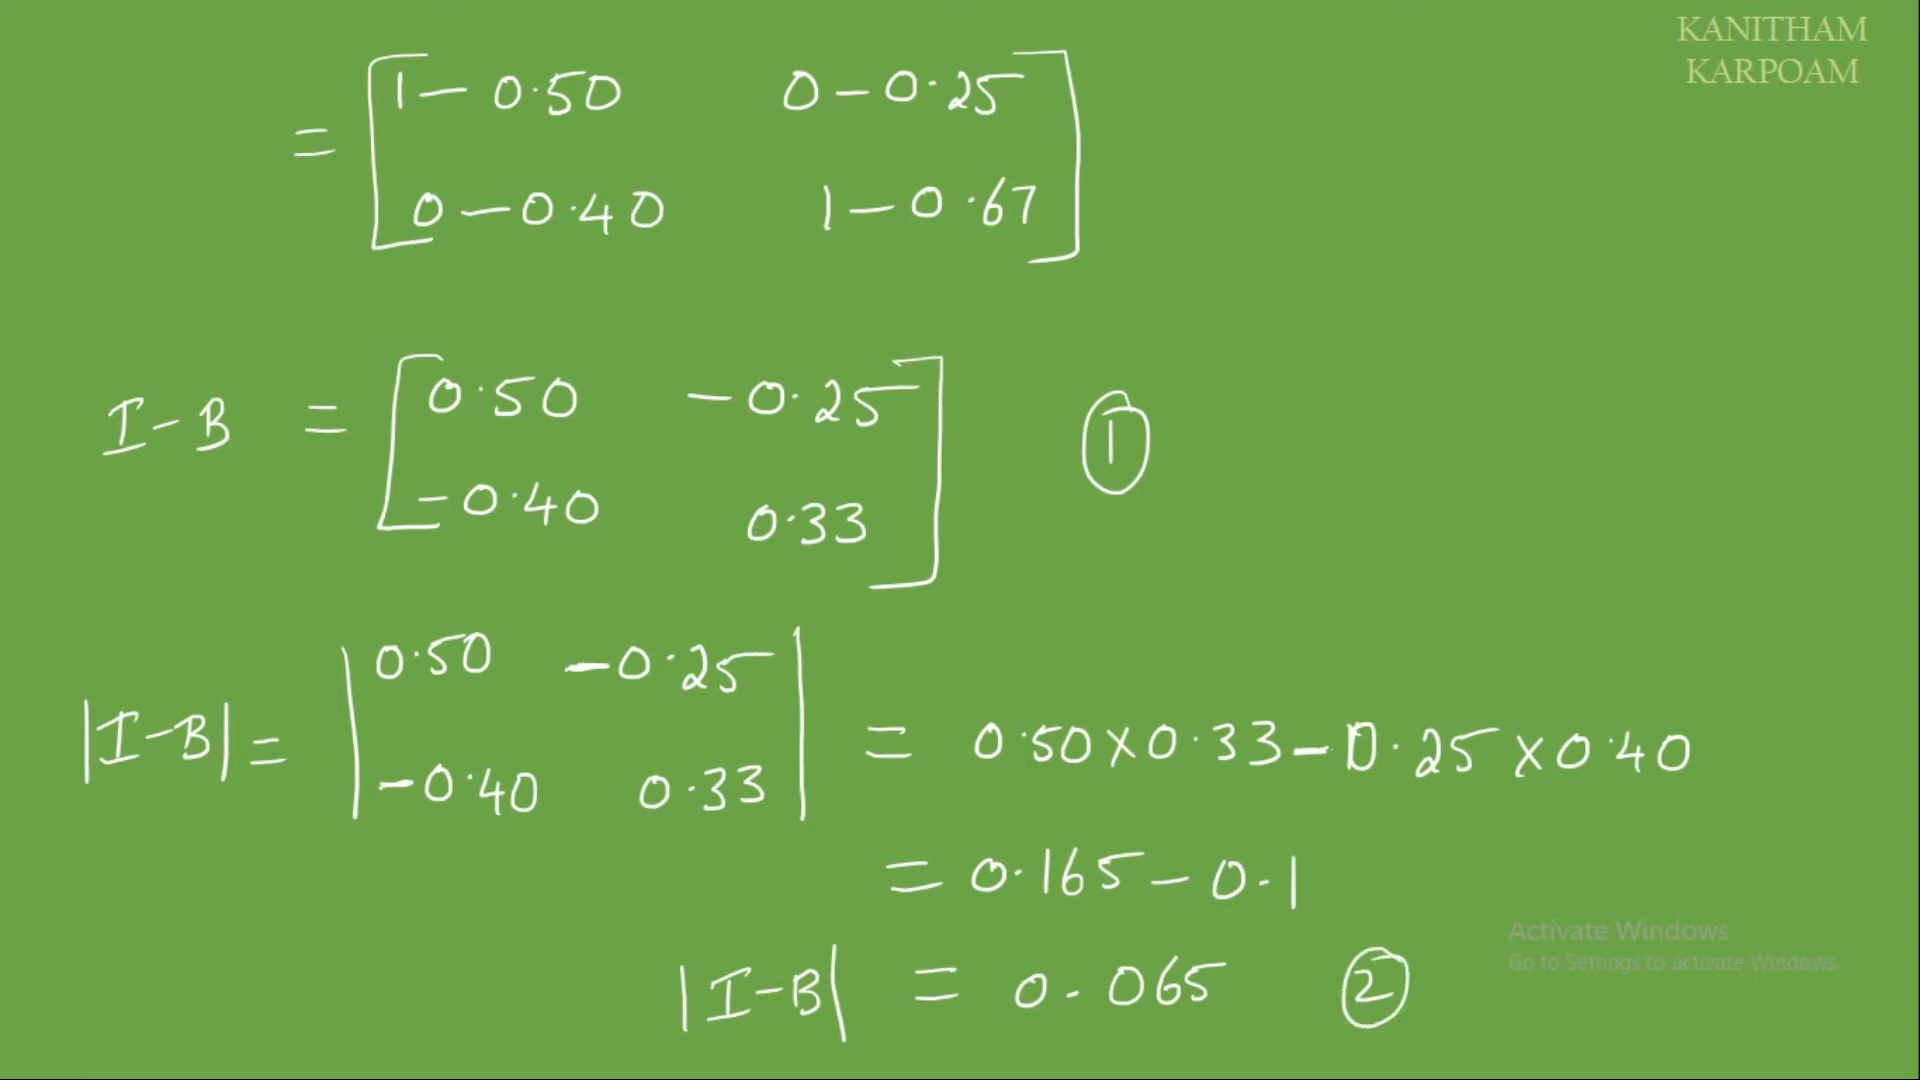 KANITHAM
KARPOAM
= [ 1 - 0.50 0 - 0.25
0 - 0.40 1 - 0.67 ]
I - B = [ 0.50 - 0.25
- 0.40 0.33 ] ①
|I - B| = | 0.50 - 0.25
- 0.40 0.33 | = 0.50 × 0.33 - 0.25 × 0.40
= 0.165 - 0.1
|I - B| = 0.065 ②
Activate Windows
Go to Settings to activate Windows.